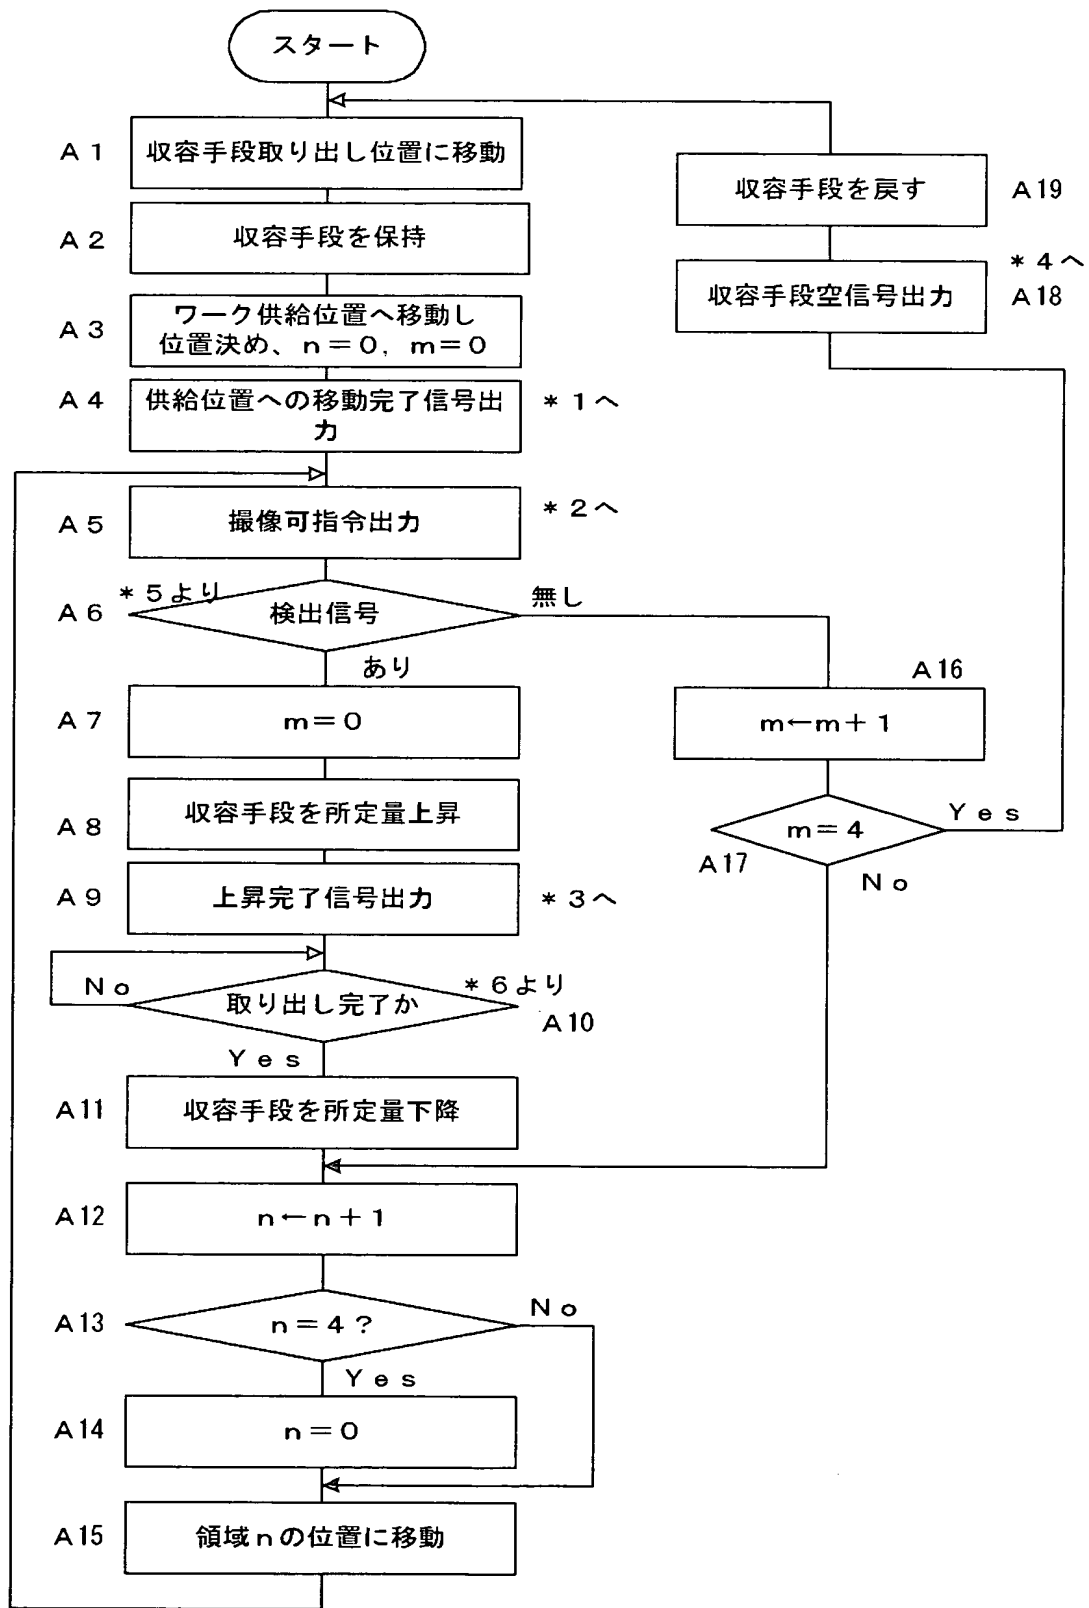 スタート
A1
収容手段取り出し位置に移動
A2
収容手段を保持
A3
ワーク供給位置へ移動し
位置決め、n=0, m=0
A4
供給位置への移動完了信号出
力
*1へ
A5
撮像可指令出力
*2へ
A6
*5より
検出信号
無し
あり
A7
m=0
A8
収容手段を所定量上昇
A9
上昇完了信号出力
*3へ
No
取り出し完了か
*6より
A10
Yes
A11
収容手段を所定量下降
A12
n←n+1
A13
n=4?
No
Yes
A14
n=0
A15
領域nの位置に移動
A16
m←m+1
A17
m=4
Yes
No
*4へ
A18
収容手段空信号出力
A19
収容手段を戻す